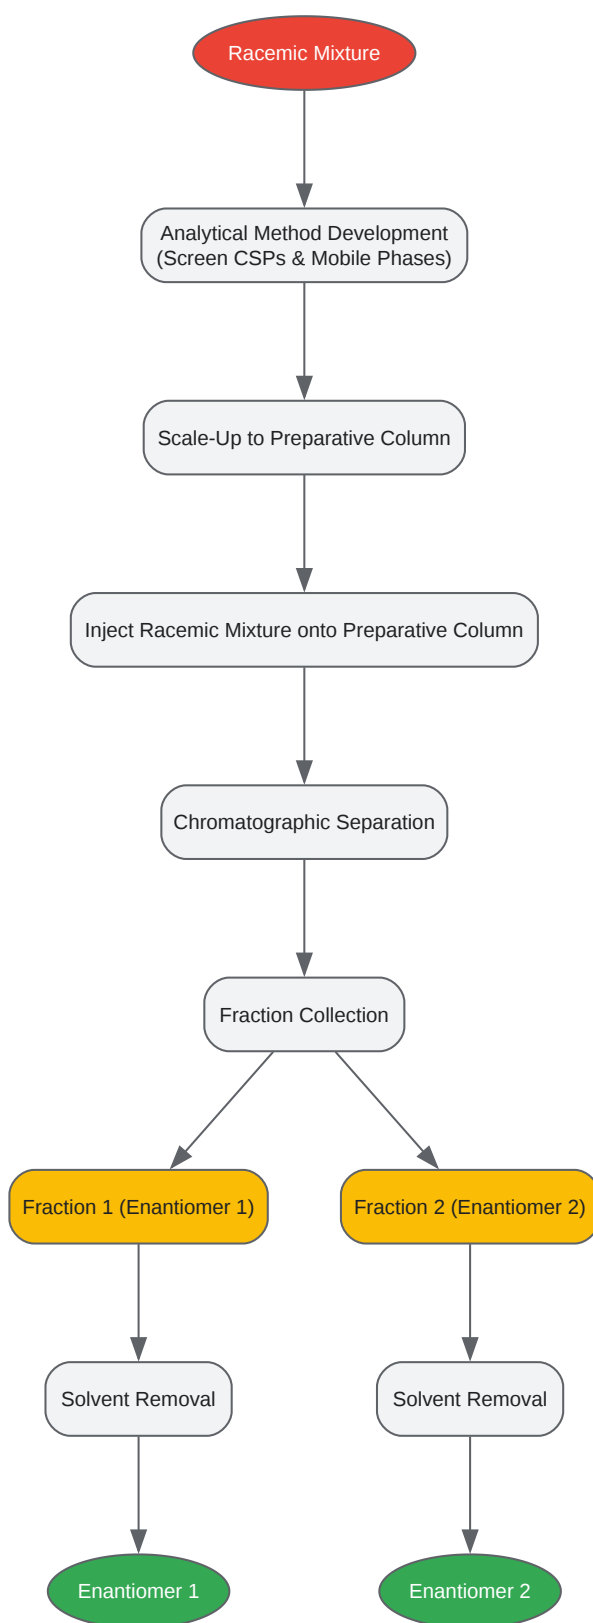 Racemic Mixture
Analytical Method Development
(Screen CSPs & Mobile Phases)
Scale-Up to Preparative Column
Inject Racemic Mixture onto Preparative Column
Chromatographic Separation
Fraction Collection
Fraction 1 (Enantiomer 1)
Fraction 2 (Enantiomer 2)
Solvent Removal
Solvent Removal
Enantiomer 1
Enantiomer 2